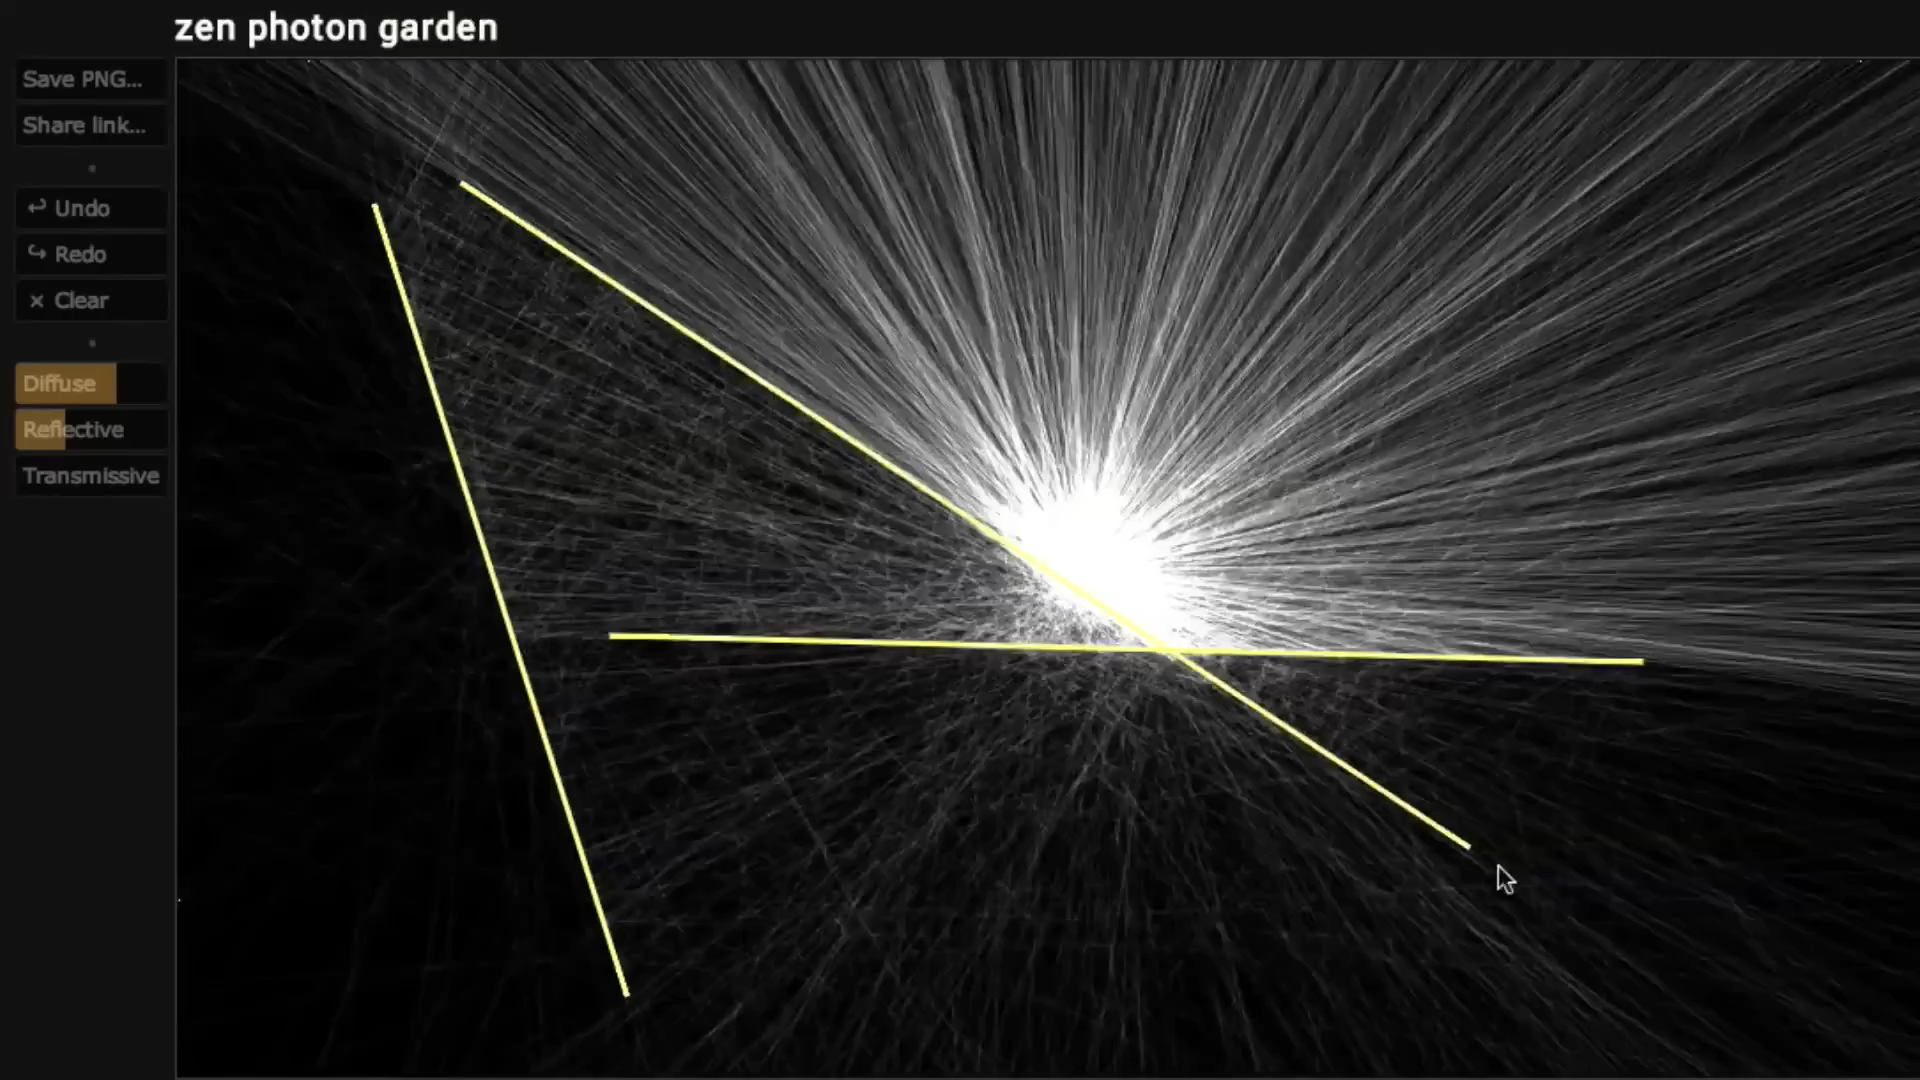 zen photon garden
Save PNG...
Share link...
↩ Undo
↪ Redo
× Clear
Diffuse
Reflective
Transmissive